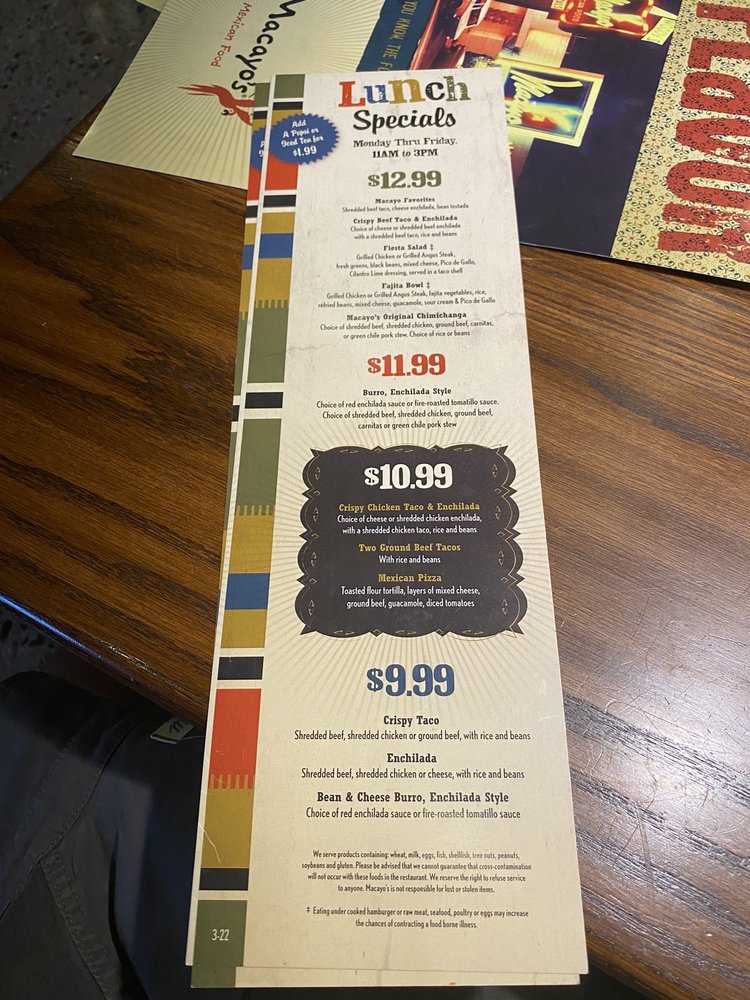 Macayo's
Mexican Food
YOU KNOW THE
FLAVOR
Macayo
Lunch
Specials
Monday Thru Friday.
11AM to 3PM
Add
A Pepsi or
Iced Tea for
$1.99
$12.99
Macayo Favorites
Shredded beef taco, cheese enchilada, bean tostada
Crispy Beef Taco & Enchilada
Choice of cheese or shredded beef enchilada
with a shredded beef taco, rice and beans
Fiesta Salad ‡
Grilled Chicken or Grilled Angus Steak,
fresh greens, black beans, mixed cheese, Pico de Gallo,
Cilantro Lime dressing, served in a taco shell
Fajita Bowl ‡
Grilled Chicken or Grilled Angus Steak, fajita vegetables, rice,
refried beans, mixed cheese, guacamole, sour cream & Pico de Gallo
Macayo's Original Chimichanga
Choice of shredded beef, shredded chicken, ground beef, carnitas,
or green chile pork stew. Choice of rice or beans
$11.99
Burro, Enchilada Style
Choice of red enchilada sauce or fire-roasted tomatillo sauce.
Choice of shredded beef, shredded chicken, ground beef,
carnitas or green chile pork stew
$10.99
Crispy Chicken Taco & Enchilada
Choice of cheese or shredded chicken enchilada,
with a shredded chicken taco, rice and beans
Two Ground Beef Tacos
With rice and beans
Mexican Pizza
Toasted flour tortilla, layers of mixed cheese,
ground beef, guacamole, diced tomatoes
$9.99
Crispy Taco
Shredded beef, shredded chicken or ground beef, with rice and beans
Enchilada
Shredded beef, shredded chicken or cheese, with rice and beans
Bean & Cheese Burro, Enchilada Style
Choice of red enchilada sauce or fire-roasted tomatillo sauce
We serve products containing: wheat, milk, eggs, fish, shelllish, tree nuts, peanuts,
soybeans and gluten. Please be advised that we cannot guarantee that cross-contamination
will not occur with these foods in the restaurant. We reserve the right to refuse service
to anyone. Macayo's is not responsible for lost or stolen items.
‡ Eating under cooked hamburger or raw meat, seafood, poultry or eggs may increase
the chances of contracting a food borne illness.
3-22